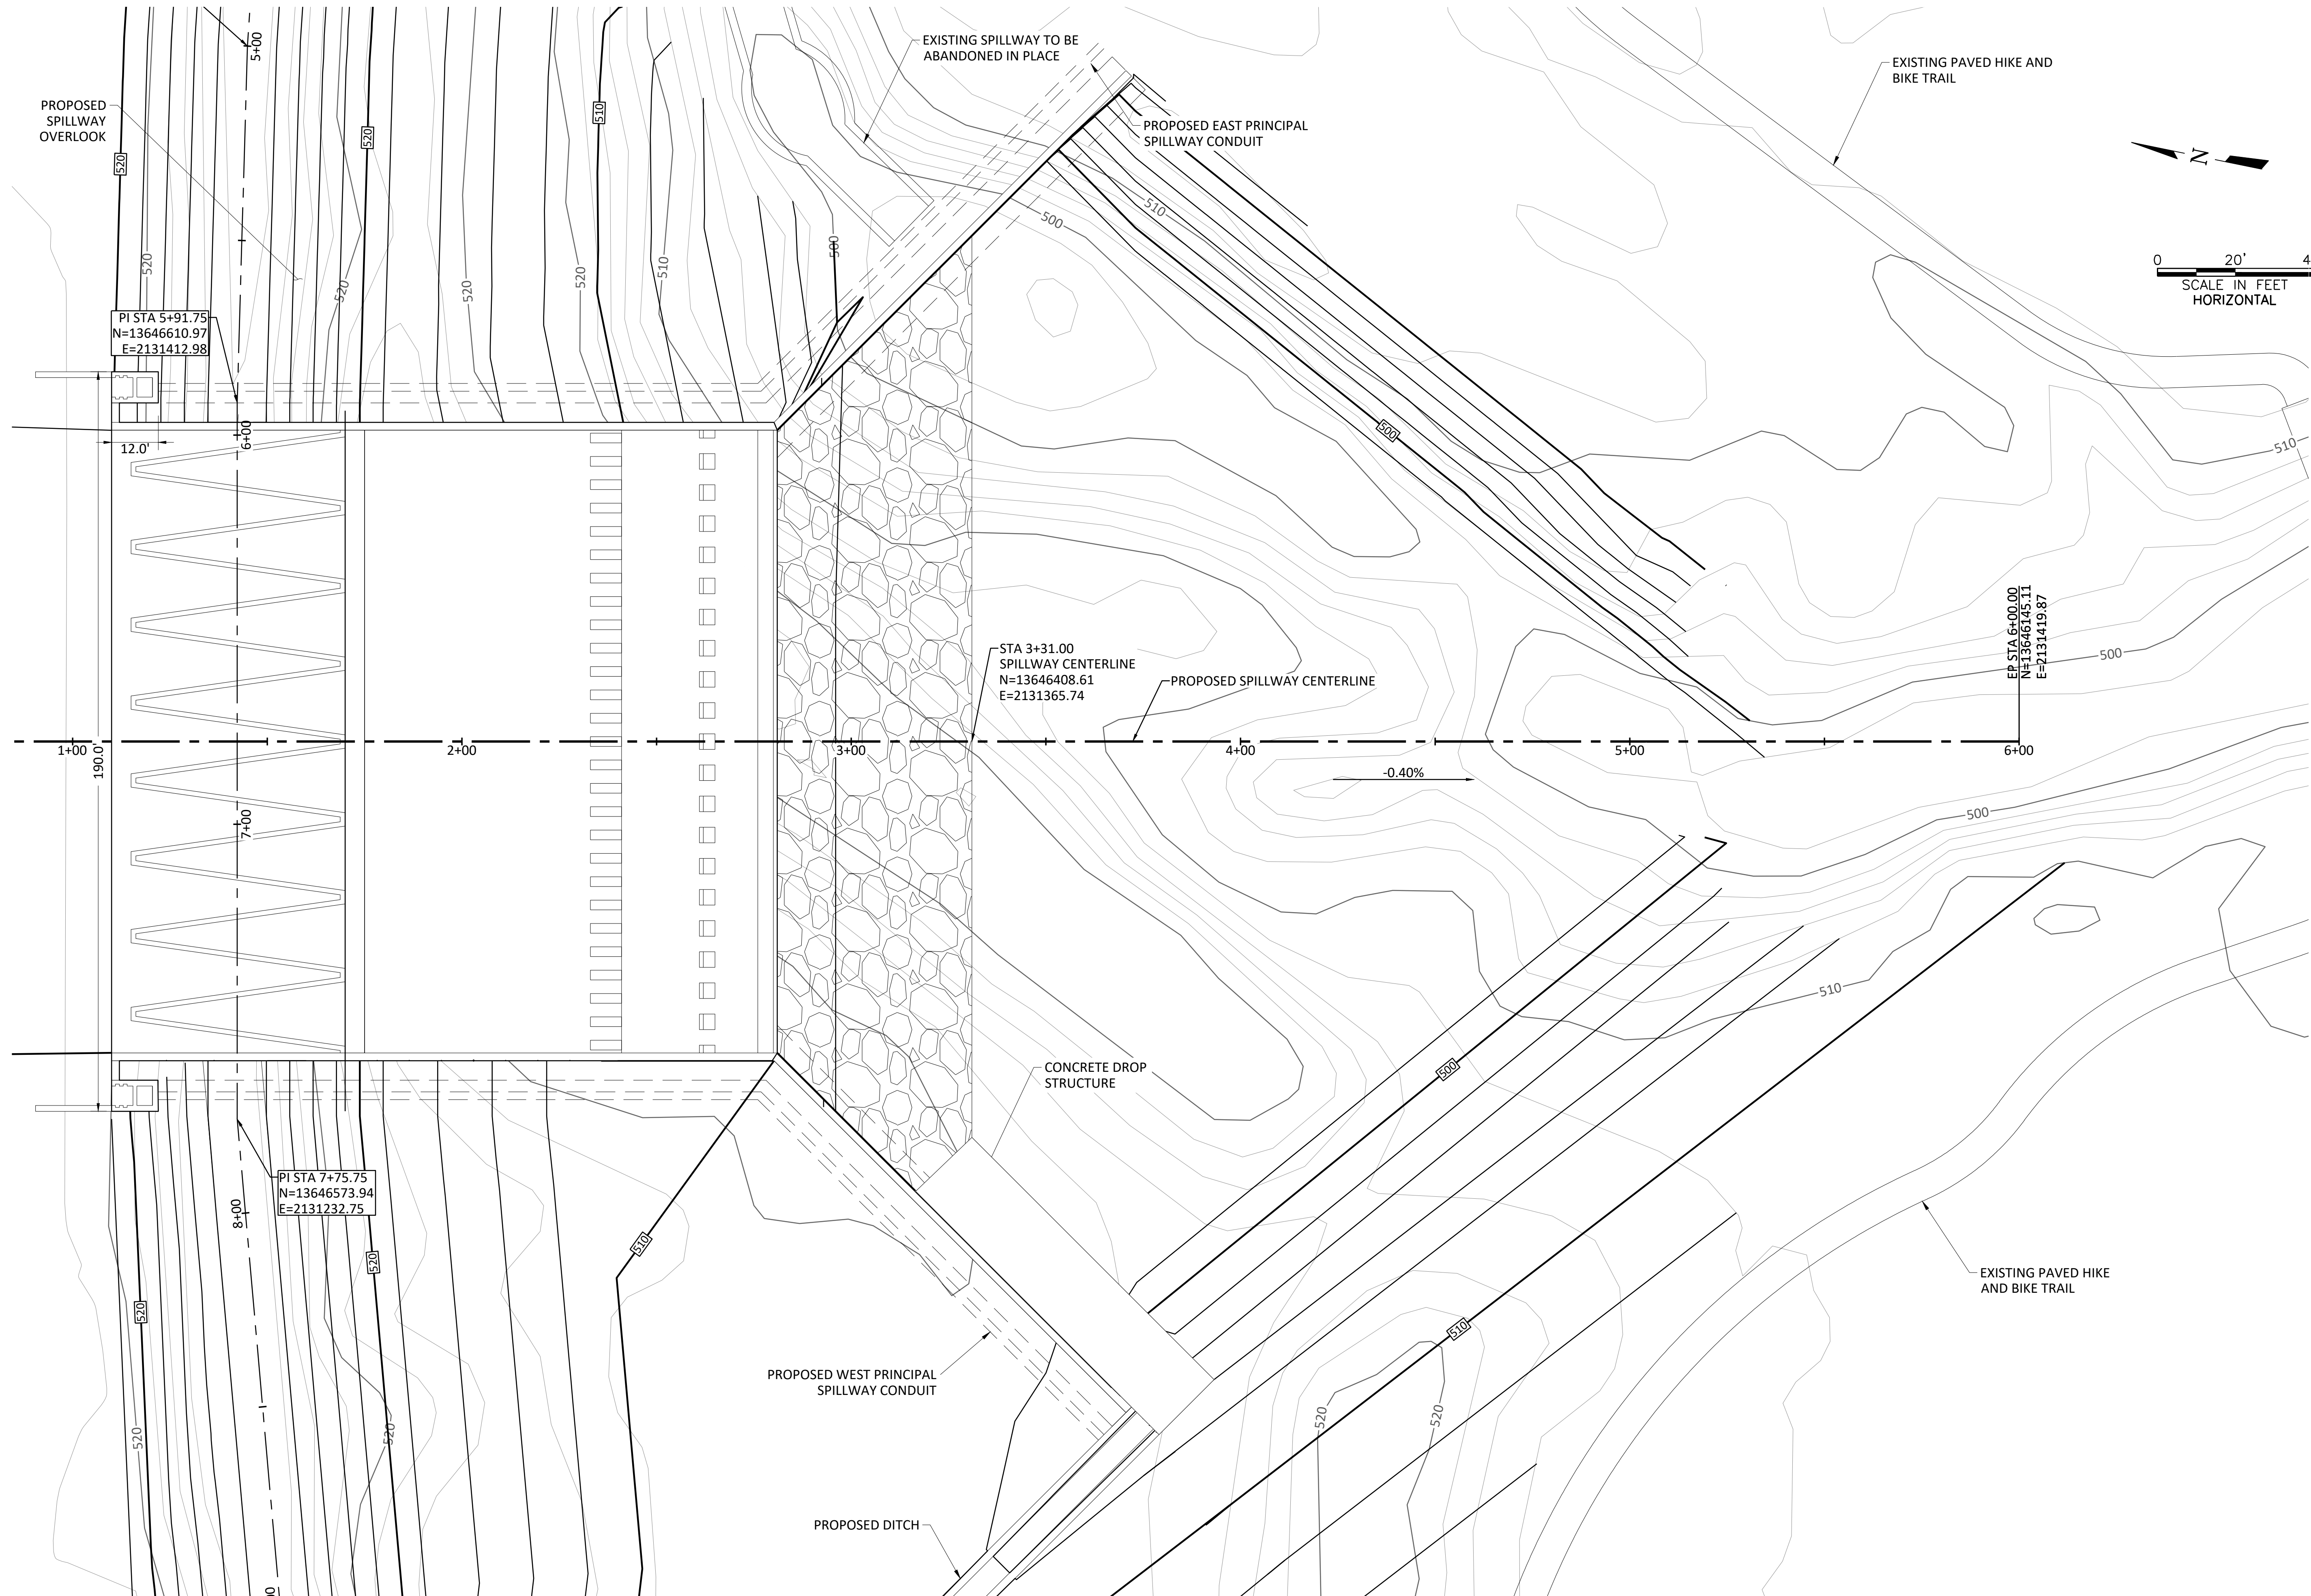 5+00
EXISTING SPILLWAY TO BE
ABANDONED IN PLACE
EXISTING PAVED HIKE AND
BIKE TRAIL
PROPOSED
SPILLWAY
OVERLOOK
520
520
510
PROPOSED EAST PRINCIPAL
SPILLWAY CONDUIT
N
510
500
500
520
520
520
520
510
0 20' 4
SCALE IN FEET
HORIZONTAL
PI STA 5+91.75
N=13646610.97
E=2131412.98
12.0'
6+00
500
510
EP STA 6+00.00
N=13646145.11
E=2131419.87
STA 3+31.00
SPILLWAY CENTERLINE
N=13646408.61
E=2131365.74
PROPOSED SPILLWAY CENTERLINE
500
1+00
2+00
3+00
4+00
5+00
6+00
190.0'
-0.40%
7+00
500
510
CONCRETE DROP
STRUCTURE
500
PI STA 7+75.75
N=13646573.94
E=2131232.75
8+00
510
520
520
EXISTING PAVED HIKE
AND BIKE TRAIL
510
PROPOSED WEST PRINCIPAL
SPILLWAY CONDUIT
520
520
520
520
PROPOSED DITCH
00